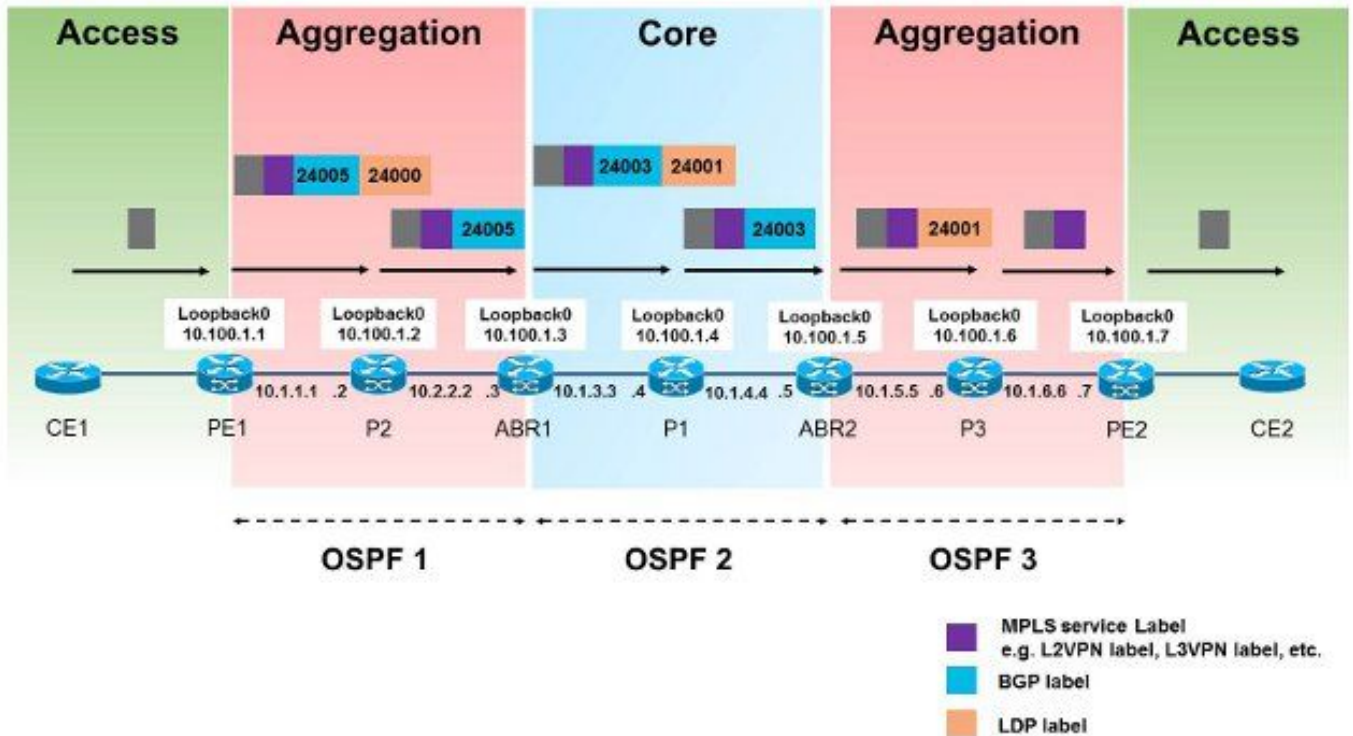 Access
Aggregation
Core
Aggregation
Access
24005 24000
24003 24001
24005
24003
24001
Loopback0
10.100.1.1
Loopback0
10.100.1.2
Loopback0
10.100.1.3
Loopback0
10.100.1.4
Loopback0
10.100.1.5
Loopback0
10.100.1.6
Loopback0
10.100.1.7
10.1.1.1 .2 10.2.2.2 .3 10.1.3.3 .4 10.1.4.4 .5 10.1.5.5 .6 10.1.6.6 .7
CE1 PE1 P2 ABR1 P1 ABR2 P3 PE2 CE2
OSPF 1 OSPF 2 OSPF 3
MPLS service Label
e.g. L2VPN label, L3VPN label, etc.
BGP label
LDP label